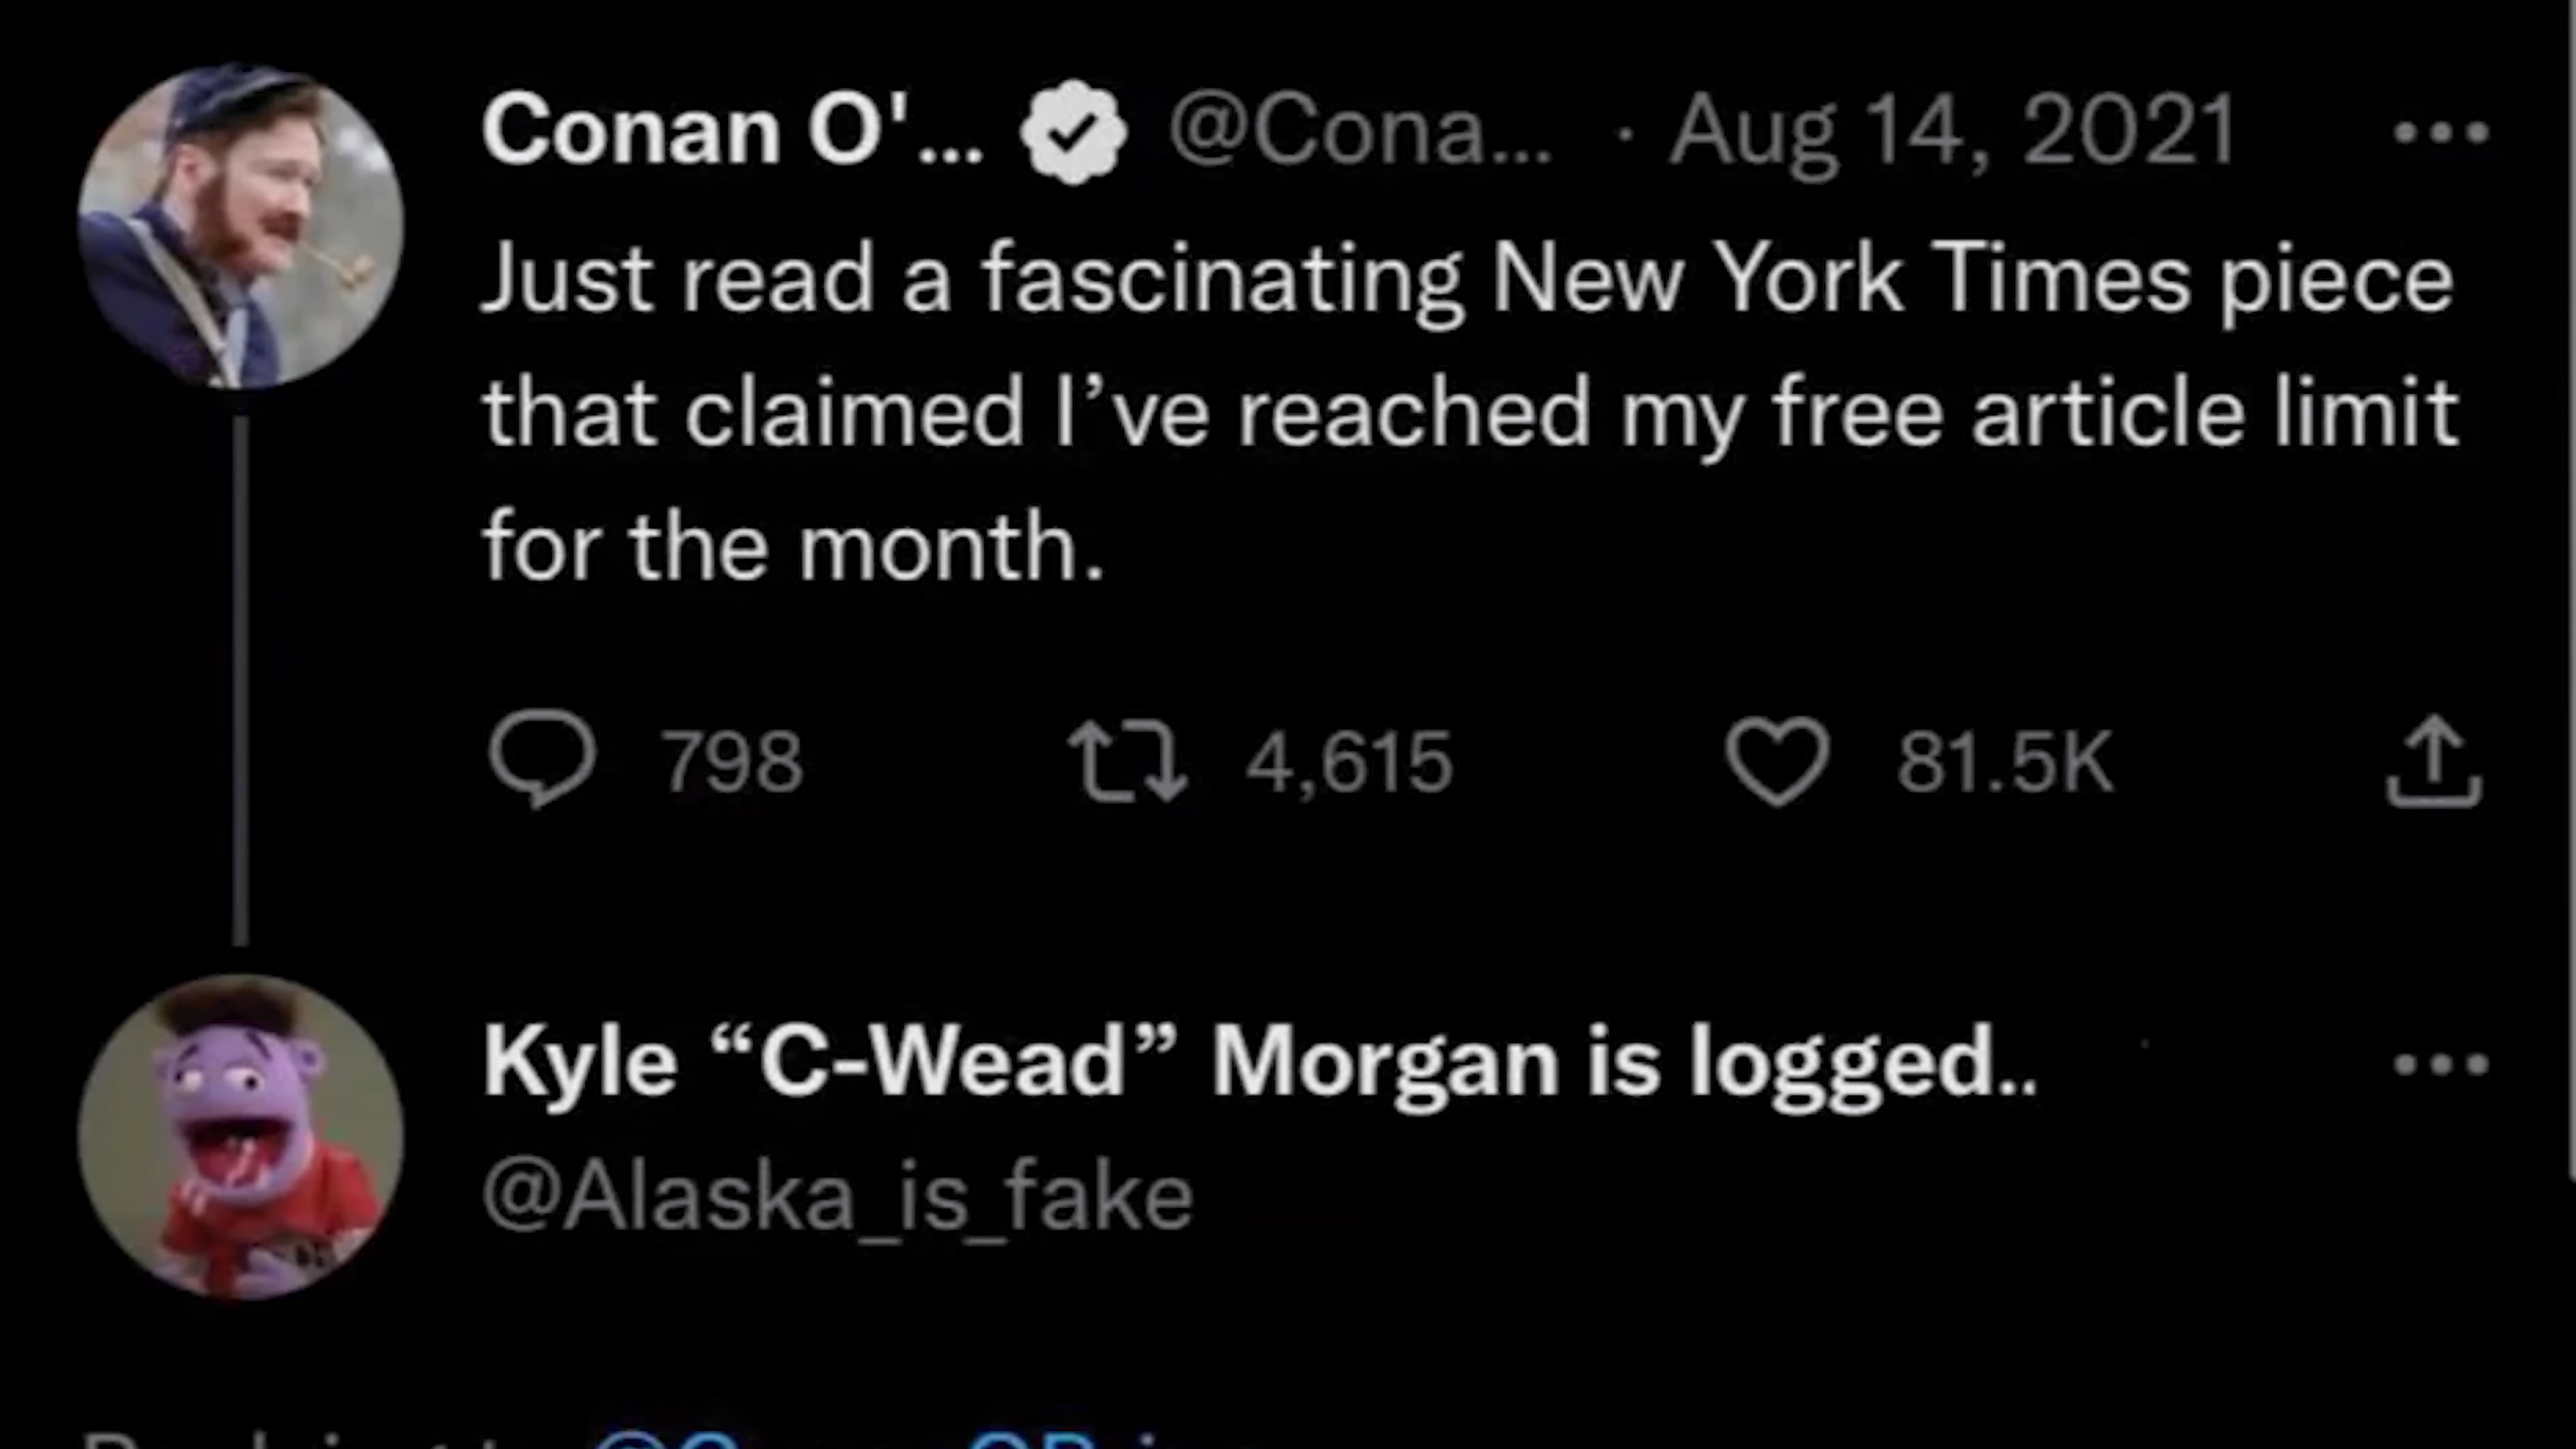 Conan O'... @Cona... · Aug 14, 2021
Just read a fascinating New York Times piece
that claimed I’ve reached my free article limit
for the month.
798 4,615 81.5K
Kyle “C-Wead” Morgan is logged..
@Alaska_is_fake